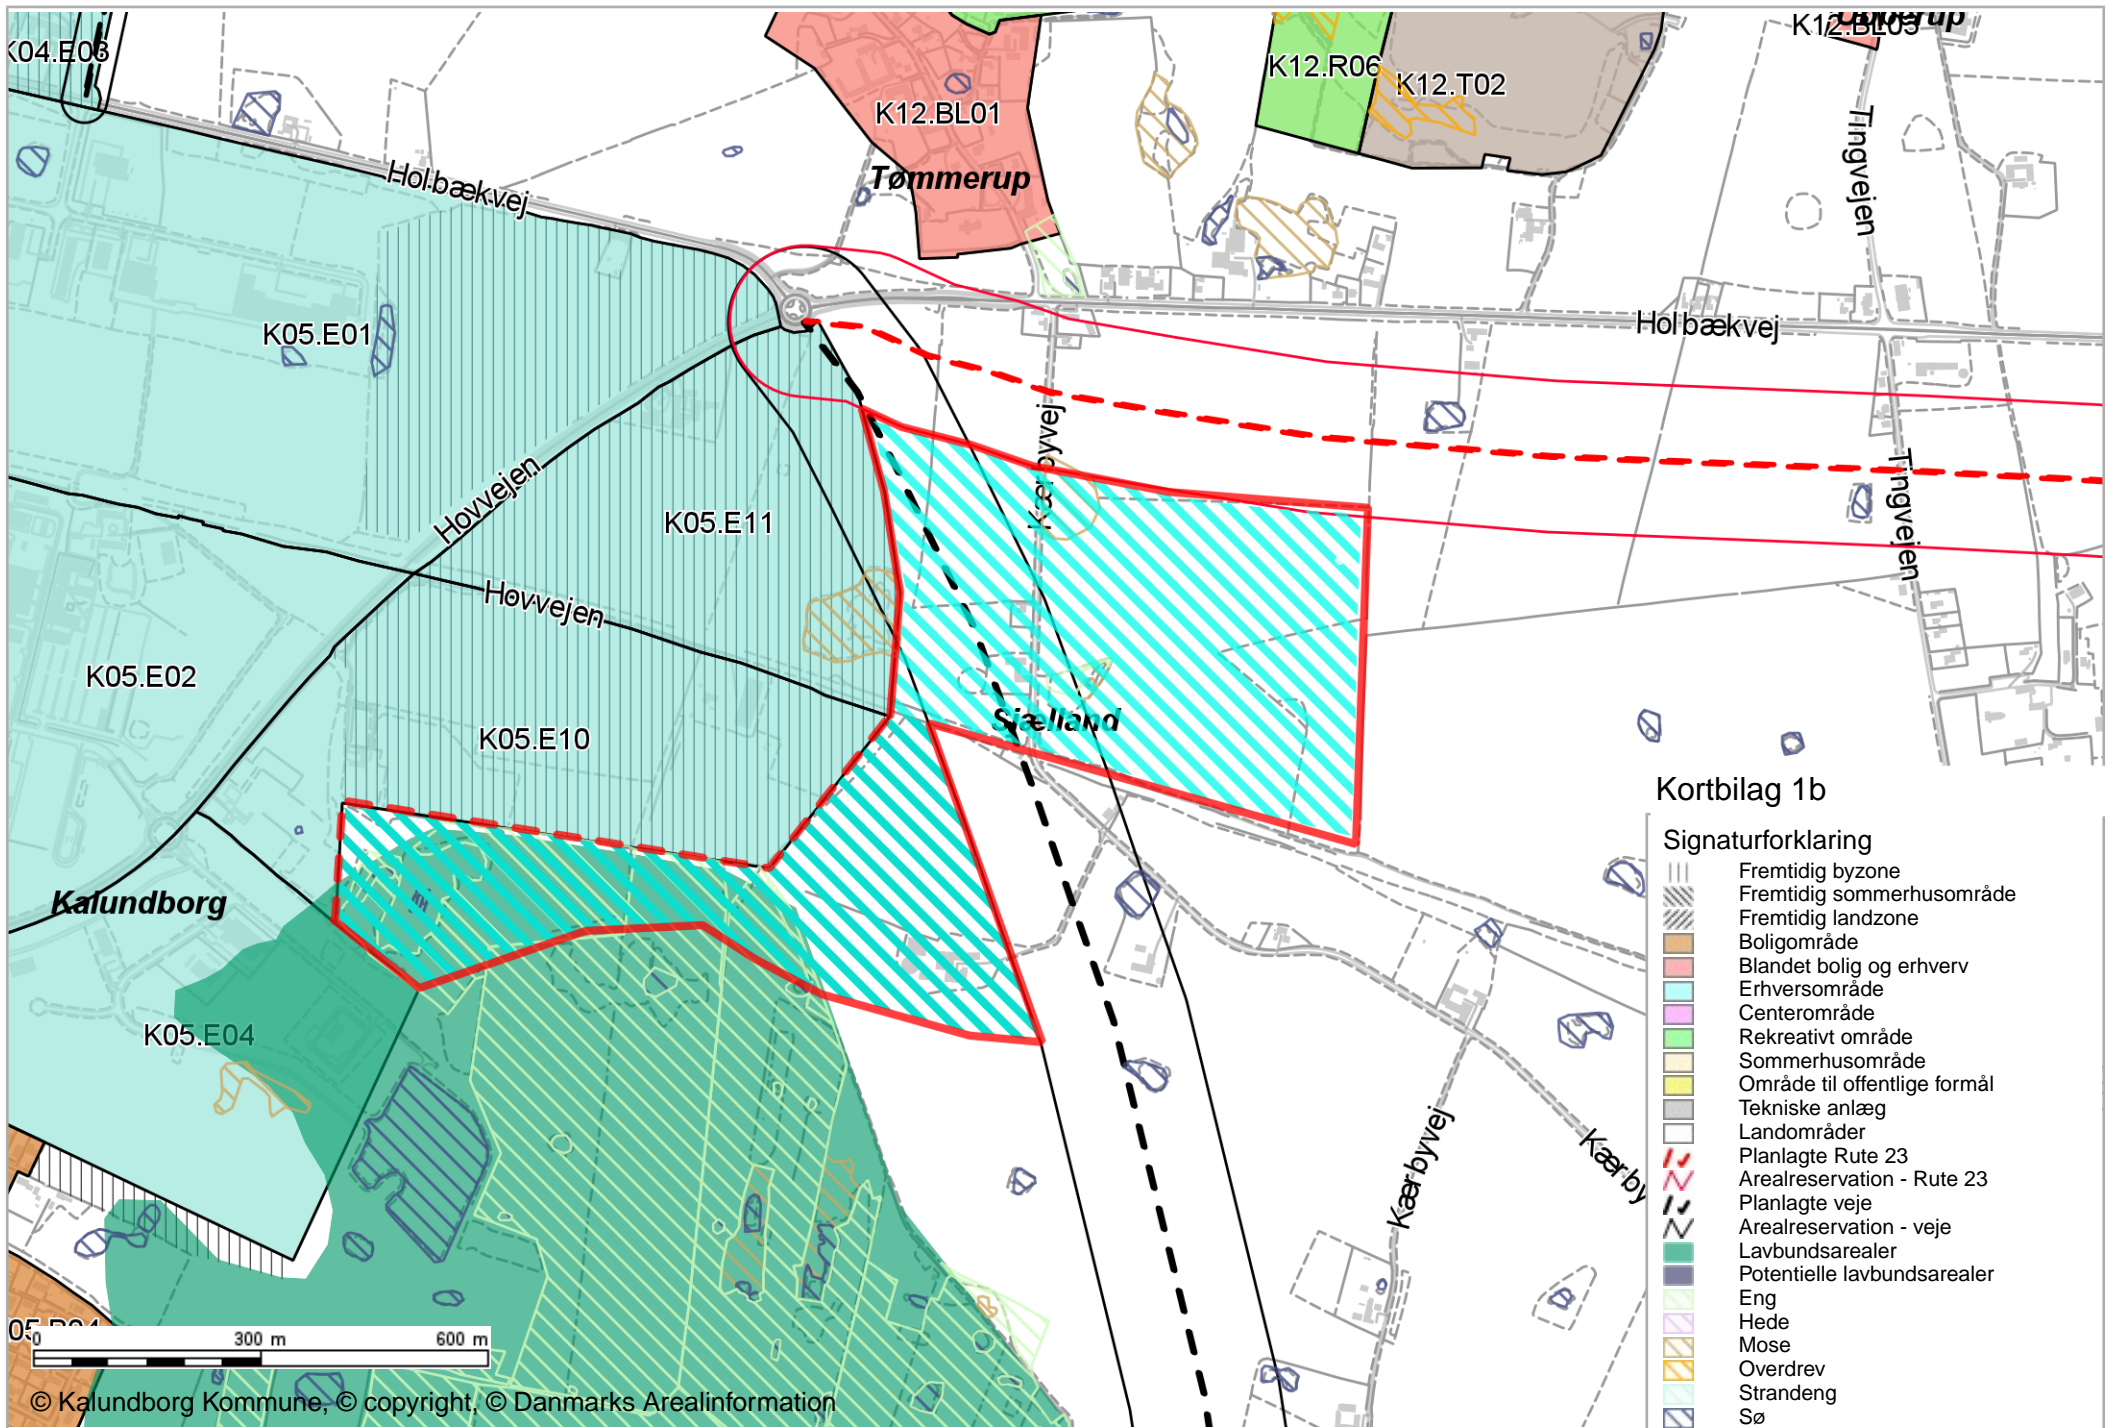 K04.E03
K12.BL01
K12.R06
K12.T02
K12.BL03
Ubberup
Holbækvej
Tømmerup
Tingvejen
K05.E01
Holbækvej
Hovvejen
K05.E11
Kærbyvej
Tingvejen
Hovvejen
K05.E02
K05.E10
Sjælland
Kalundborg
K05.E04
Kærbyvej
Kærby
0 300 m 600 m
© Kalundborg Kommune, © copyright, © Danmarks Arealinformation
Kortbilag 1b
Signaturforklaring
Fremtidig byzone
Fremtidig sommerhusområde
Fremtidig landzone
Boligområde
Blandet bolig og erhverv
Erhversområde
Centerområde
Rekreativt område
Sommerhusområde
Område til offentlige formål
Tekniske anlæg
Landområder
Planlagte Rute 23
Arealreservation - Rute 23
Planlagte veje
Arealreservation - veje
Lavbundsarealer
Potentielle lavbundsarealer
Eng
Hede
Mose
Overdrev
Strandeng
Sø